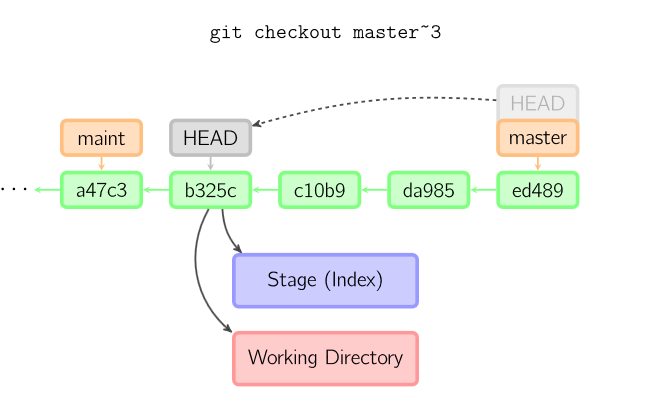 git checkout master~3
HEAD
maint
HEAD
master
...
a47c3
b325c
c10b9
da985
ed489
Stage (Index)
Working Directory